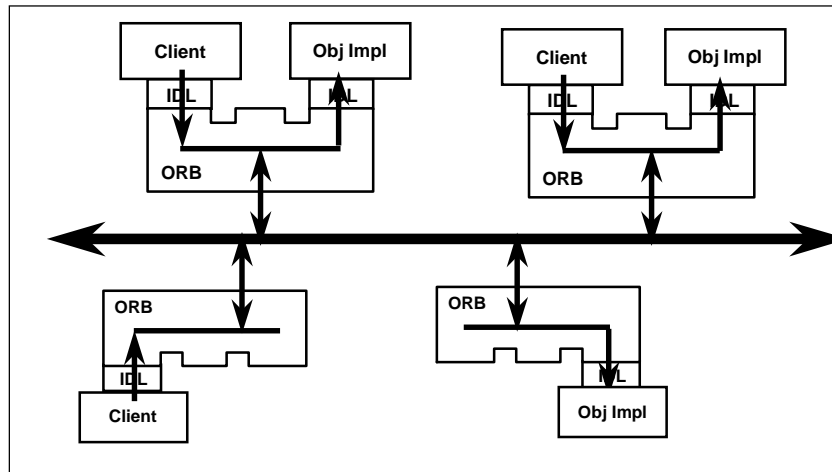 Client
Obj Impl
IDL
IDL
ORB
Client
Obj Impl
IDL
IDL
ORB
ORB
IDL
Client
ORB
IDL
Obj Impl